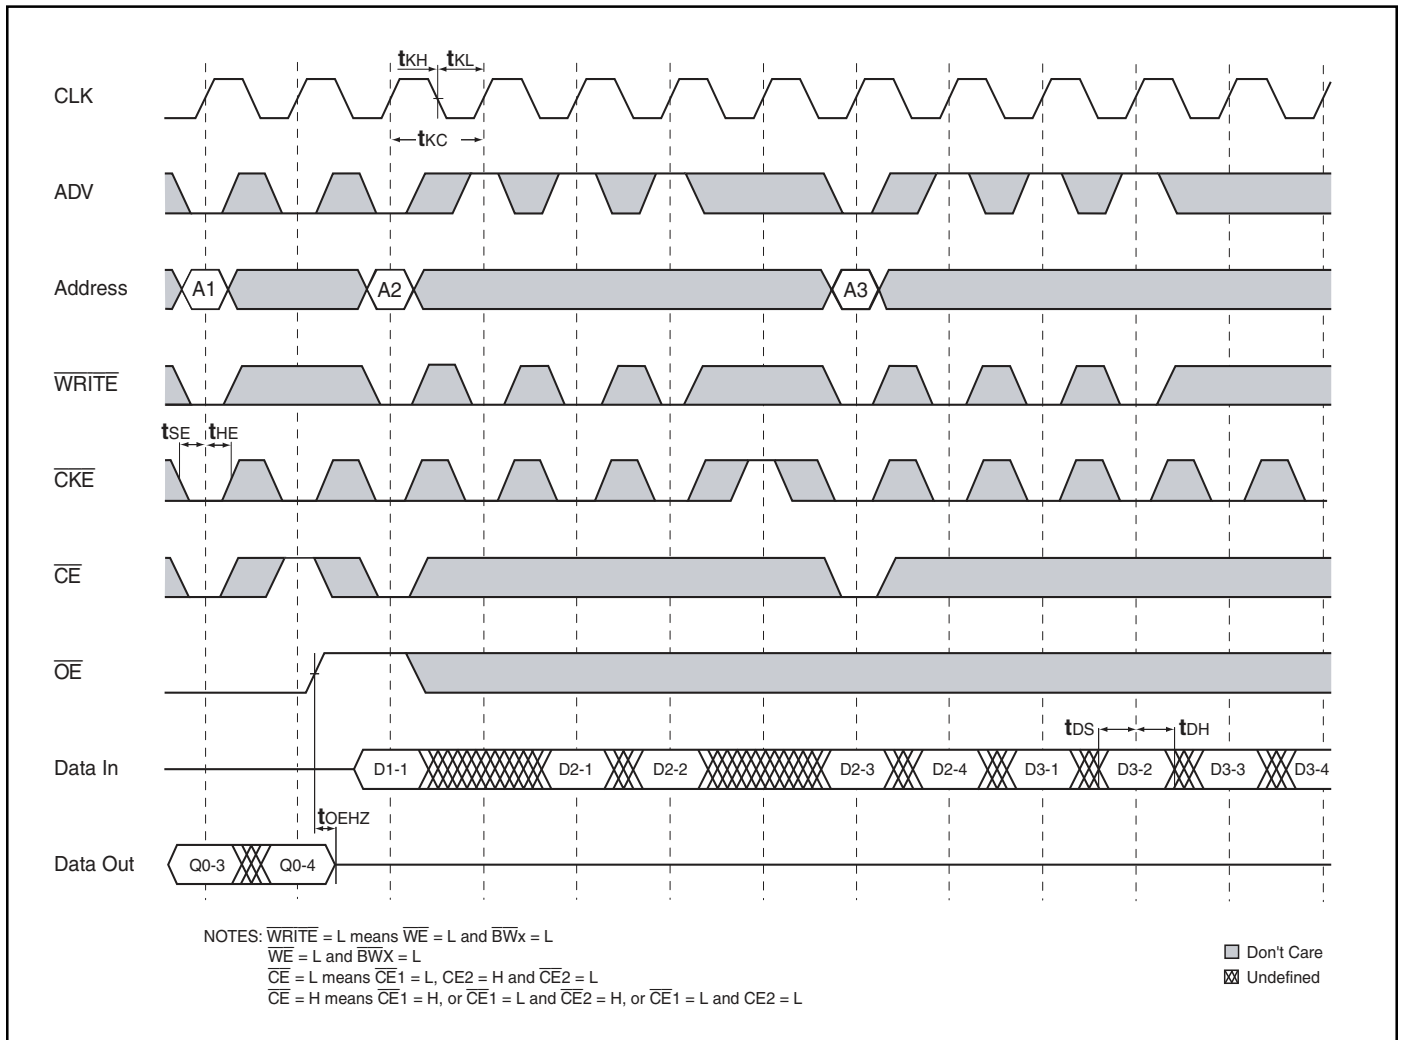 tKH tKL
CLK
tKC
ADV
Address A1 A2 A3
WRITE
tSE tHE
CKE
CE
OE
tDS tDH
Data In D1-1 D2-1 D2-2 D2-3 D2-4 D3-1 D3-2 D3-3 D3-4
tOEHZ
Data Out Q0-3 Q0-4
NOTES: WRITE = L means WE = L and BWx = L
WE = L and BWX = L
CE = L means CE1 = L, CE2 = H and CE2 = L
CE = H means CE1 = H, or CE1 = L and CE2 = H, or CE1 = L and CE2 = L
Don't Care
Undefined